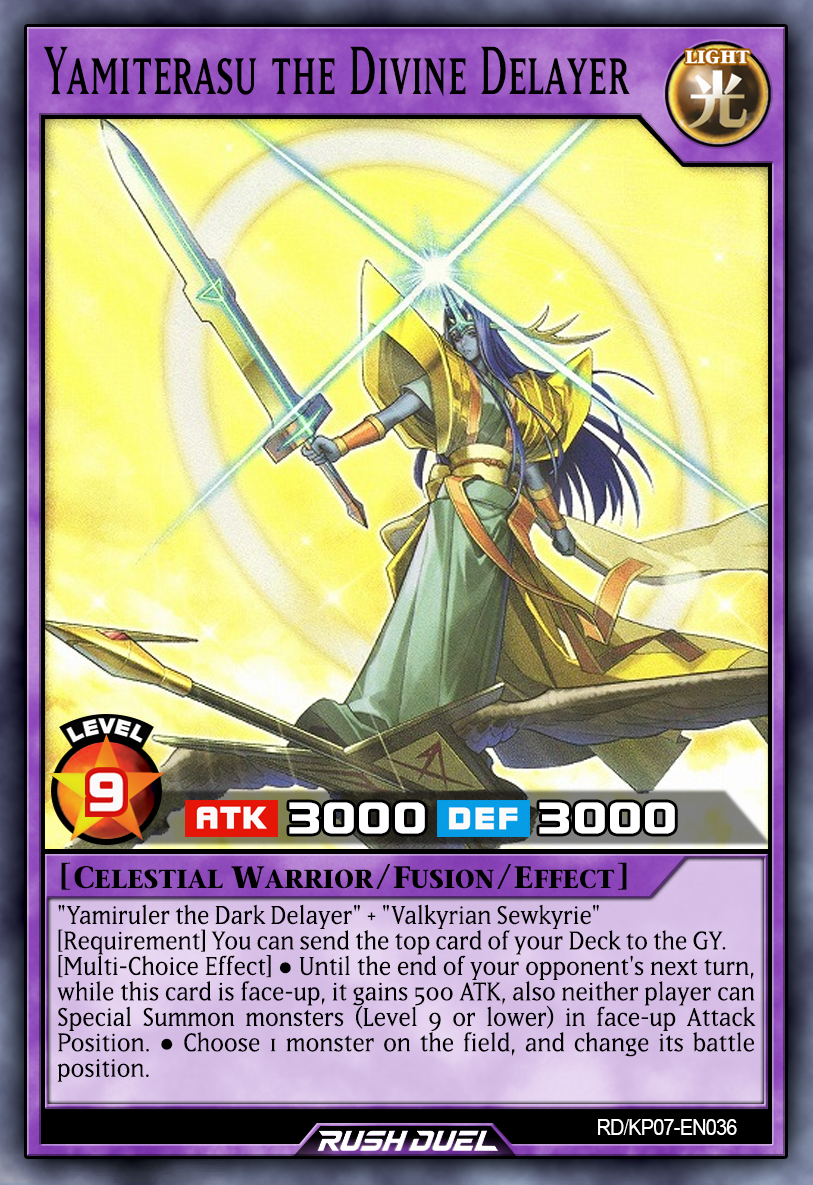 Yamiterasu the Divine Delayer
LIGHT
光
LEVEL
9
ATK 3000 DEF 3000
[Celestial Warrior/Fusion/Effect]
"Yamiruler the Dark Delayer" + "Valkyrian Sewkyrie"
[Requirement] You can send the top card of your Deck to the GY.
[Multi-Choice Effect] ● Until the end of your opponent's next turn,
while this card is face-up, it gains 500 ATK, also neither player can
Special Summon monsters (Level 9 or lower) in face-up Attack
Position. ● Choose 1 monster on the field, and change its battle
position.
RD/KP07-EN036
RUSH DUEL